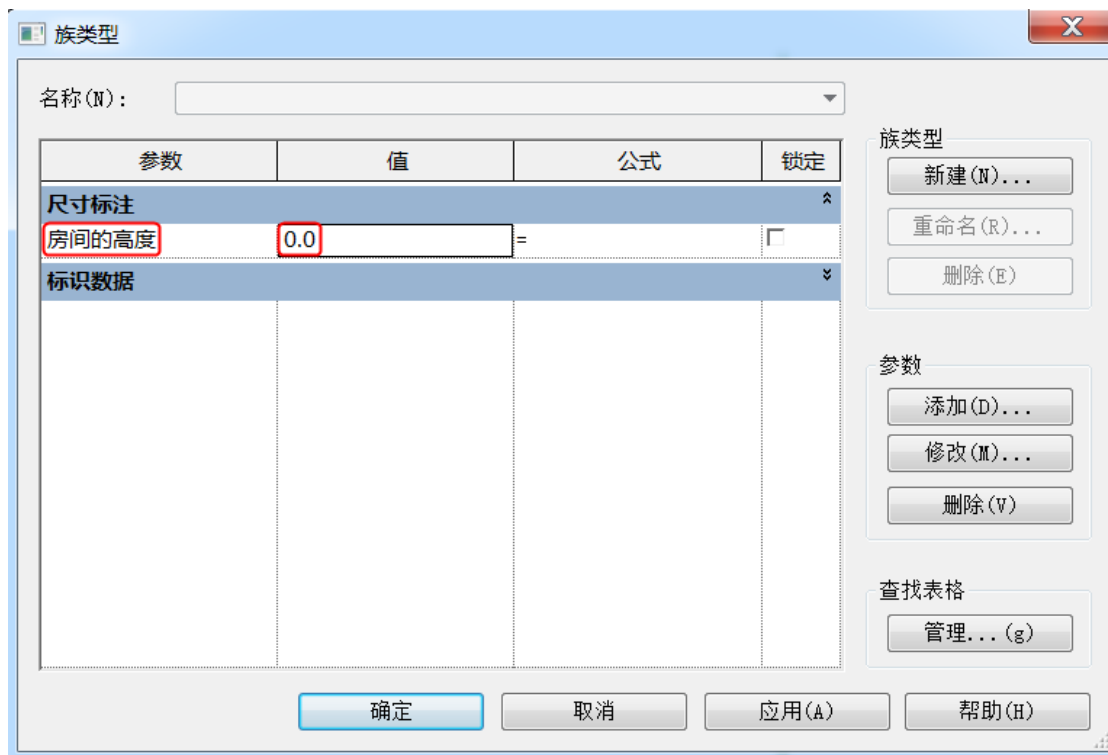 族类型
名称(N):
参数 值 公式 锁定
尺寸标注
房间的高度 0.0 =
标识数据
族类型
新建(N)...
重命名(R)...
删除(E)
参数
添加(D)...
修改(M)...
删除(V)
查找表格
管理...(g)
确定 取消 应用(A) 帮助(H)